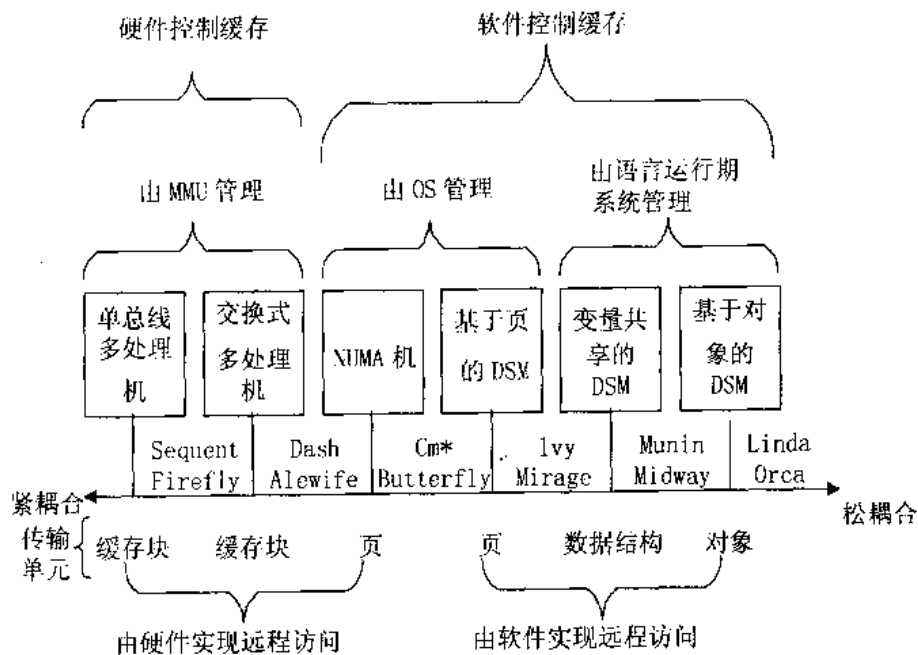 硬件控制缓存
软件控制缓存
由 MMU 管理
由 OS 管理
由语言运行期
系统管理
单总线
多处理
机
交换式
多处理
机
NUMA 机
基于页
的 DSM
变量共
享的
DSM
基于对
象的
DSM
Sequent
Firefly
Dash
Alewife
Cm*
Butterfly
Ivy
Mirage
Munin
Midway
Linda
Orca
紧耦合
松耦合
传输
单元
缓存块
缓存块
页
页
数据结构
对象
由硬件实现远程访问
由软件实现远程访问